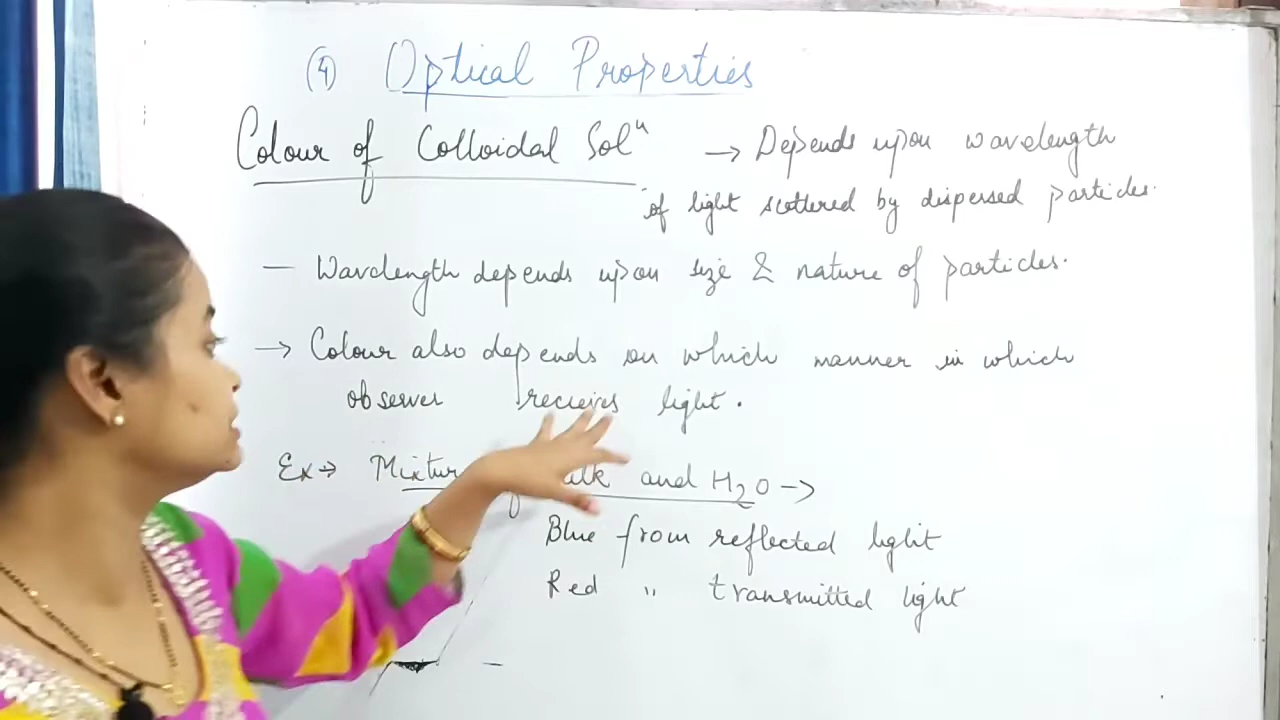 (4) Optical Properties
Colour of Colloidal Solⁿ → Depends upon wavelength
of light scattered by dispersed particles.
— Wavelength depends upon size & nature of particles.
→ Colour also depends on which manner in which
observer receives light.
Ex → and H₂O →
Blue from reflected light
Red " transmitted light